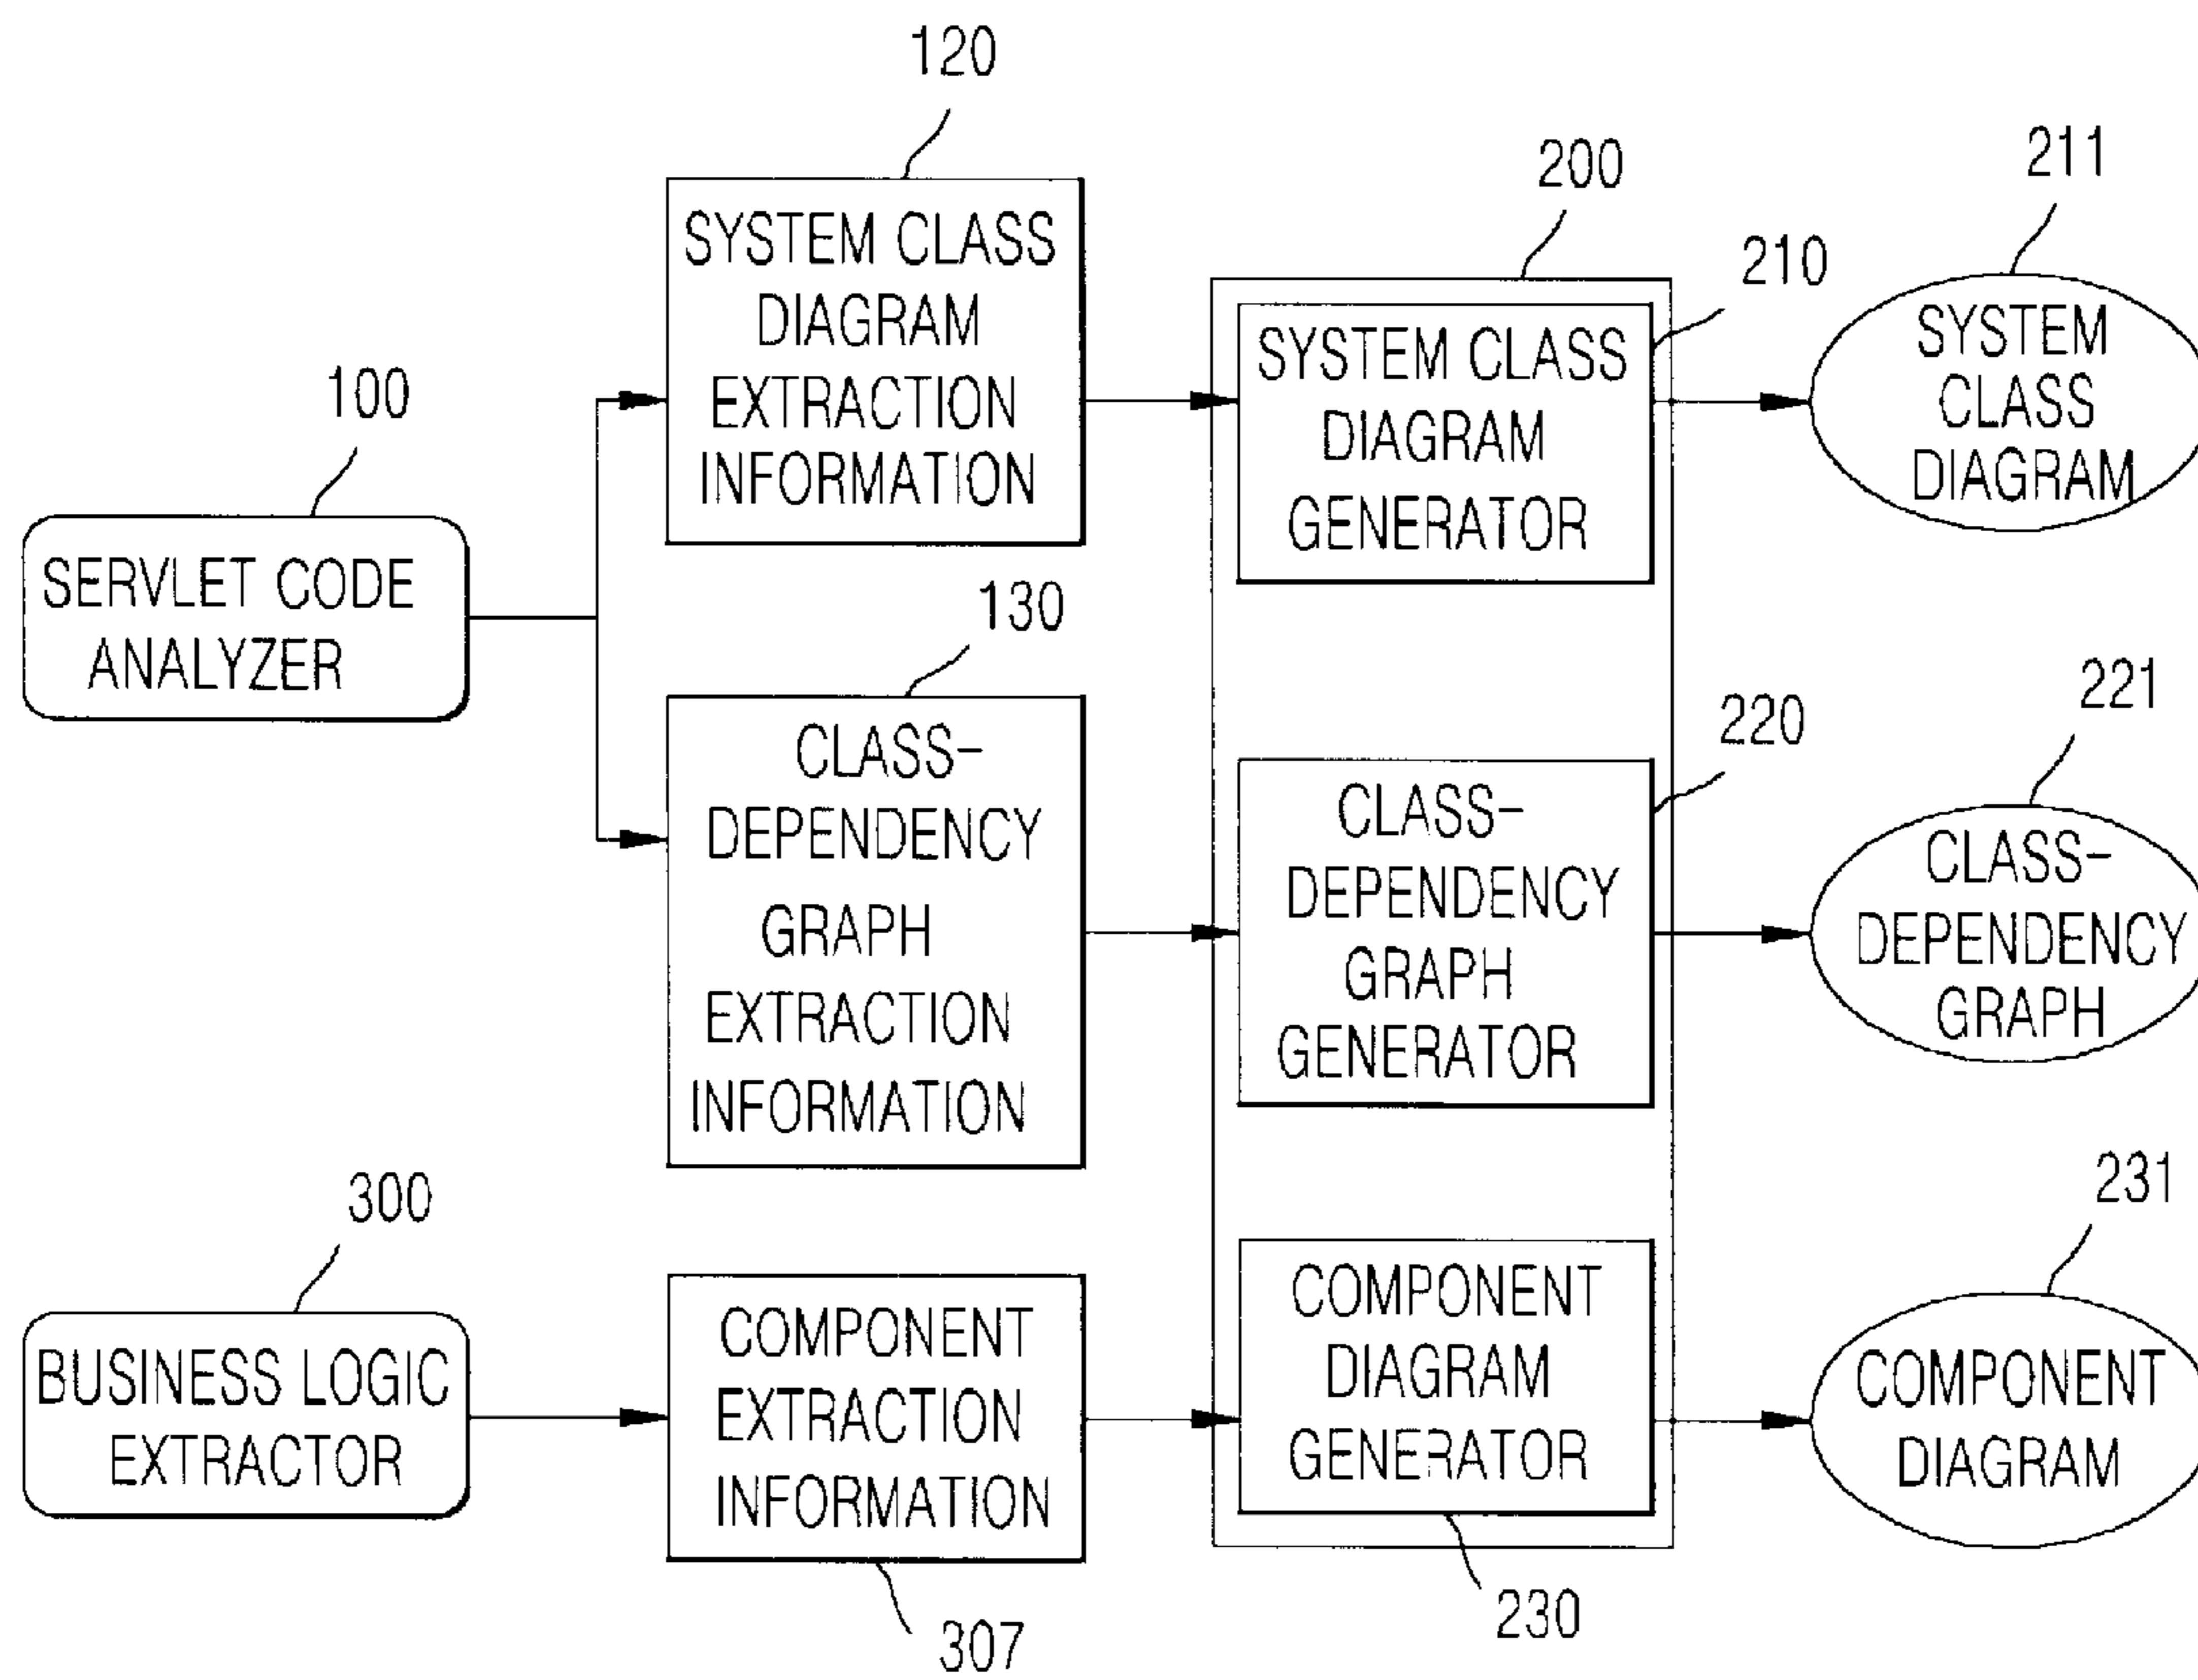 120
SYSTEM CLASS
DIAGRAM
EXTRACTION
INFORMATION
200
210
SYSTEM CLASS
DIAGRAM
GENERATOR
211
SYSTEM
CLASS
DIAGRAM
100
SERVLET CODE
ANALYZER
130
CLASS-
DEPENDENCY
GRAPH
EXTRACTION
INFORMATION
220
CLASS-
DEPENDENCY
GRAPH
GENERATOR
221
CLASS-
DEPENDENCY
GRAPH
300
BUSINESS LOGIC
EXTRACTOR
COMPONENT
EXTRACTION
INFORMATION
307
COMPONENT
DIAGRAM
GENERATOR
230
231
COMPONENT
DIAGRAM